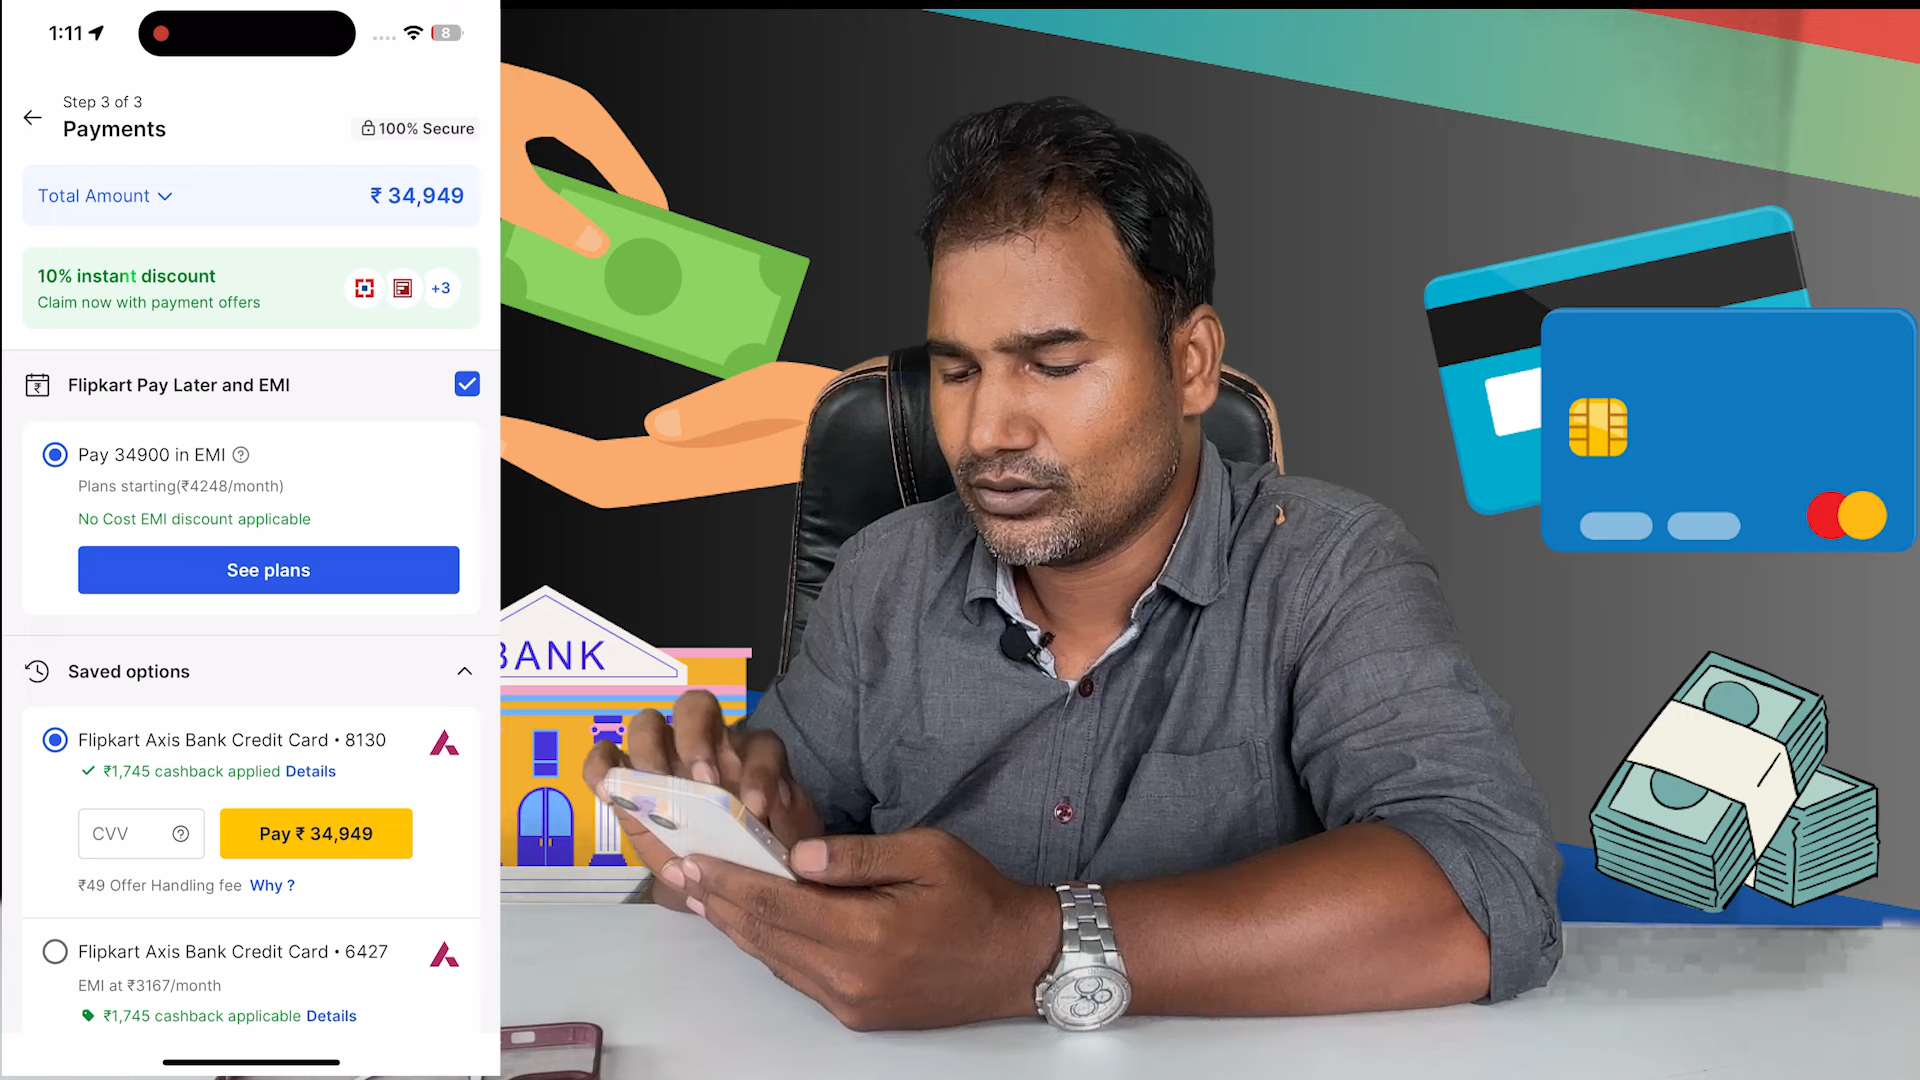 1:11
8
Step 3 of 3
Payments
100% Secure
Total Amount
₹ 34,949
10% instant discount
Claim now with payment offers
+3
Flipkart Pay Later and EMI
Pay 34900 in EMI
Plans starting(₹4248/month)
No Cost EMI discount applicable
See plans
Saved options
Flipkart Axis Bank Credit Card • 8130
₹1,745 cashback applied Details
CVV
Pay ₹ 34,949
₹49 Offer Handling fee Why ?
Flipkart Axis Bank Credit Card • 6427
EMI at ₹3167/month
₹1,745 cashback applicable Details
BANK